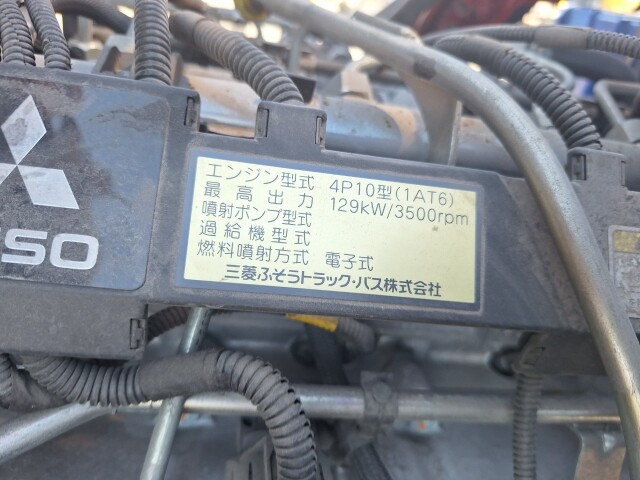 エンジン型式 4P10型(1AT6)
最高出力 129kW/3500rpm
噴射ポンプ型式
過給機型式
燃料噴射方式 電子式
三菱ふそうトラック・バス株式会社
SO